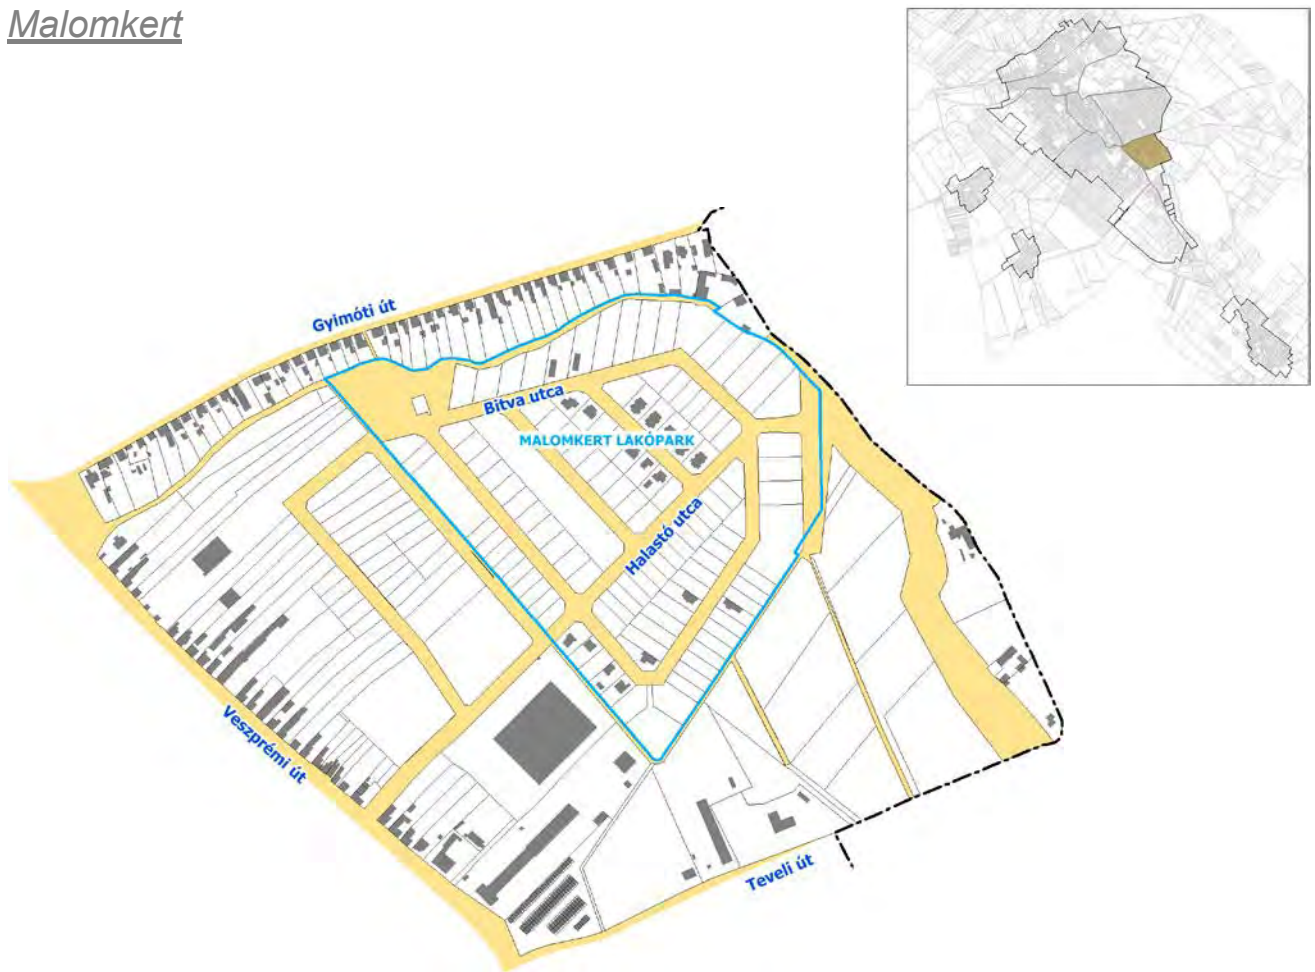 Malomkert
Gyimóti út
Bitva utca
MALOMKERT LAKÓPARK
Halastó utca
Veszprémi út
Teveli út